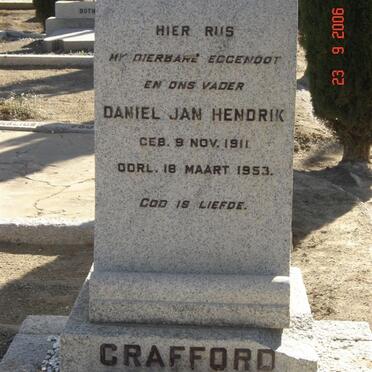 HIER RUS
MY DIERBARE EGGENOOT
EN ONS VADER
DANIEL JAN HENDRIK
GEB. 9 NOV. 1911
OORL. 18 MAART 1953.
GOD IS LIEFDE.
CRAFFORD
23 9 2006